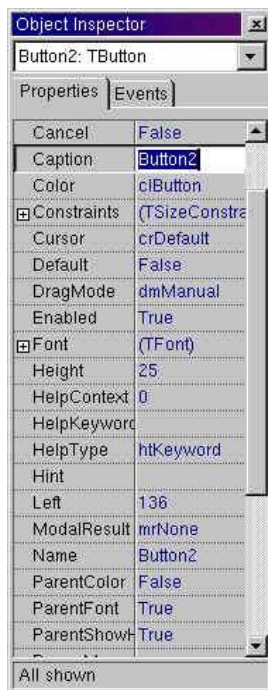 Object Inspector
Button2: TButton
Properties Events
Cancel False
Caption Button2
Color clButton
Constraints (TSizeConstra
Cursor crDefault
Default False
DragMode dmManual
Enabled True
Font (TFont)
Height 25
HelpContext 0
HelpKeyword
HelpType htKeyword
Hint
Left 136
ModalResult mrNone
Name Button2
ParentColor False
ParentFont True
ParentShowH True
All shown